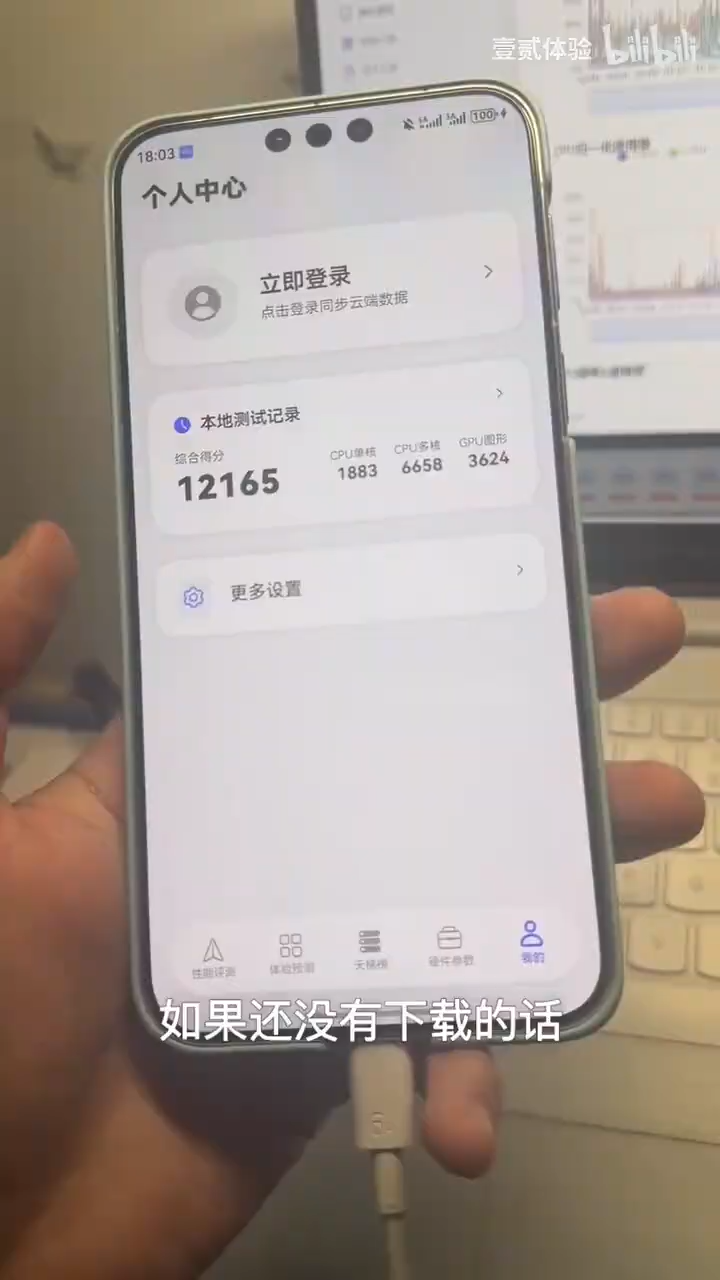 壹贰体验 bilibili
18:03
100
个人中心
立即登录
点击登录同步云端数据
本地测试记录
综合得分
12165
CPU单核 CPU多核 GPU图形
1883 6658 3624
更多设置
性能评测 体验预测 天梯榜 硬件参数 我的
如果还没有下载的话